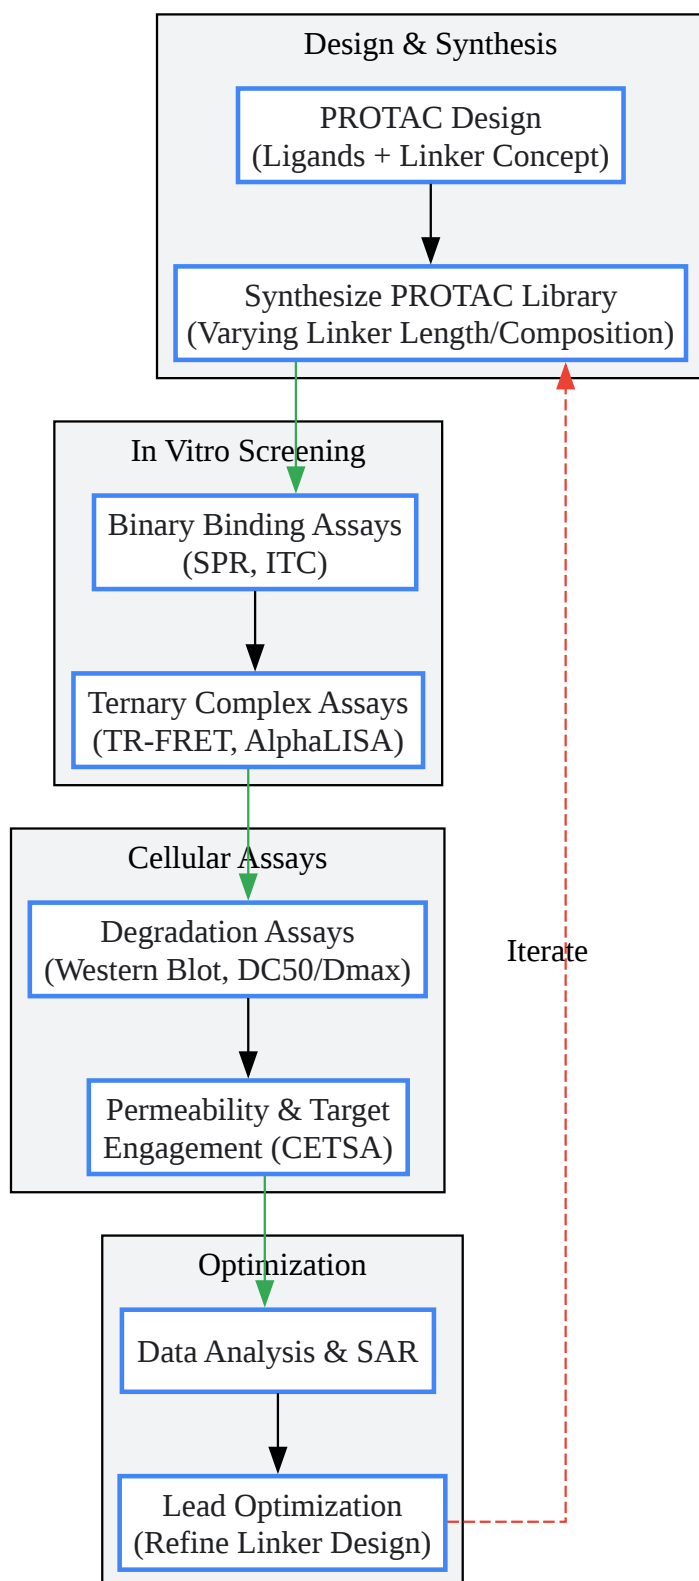 Design & Synthesis
PROTAC Design
(Ligands + Linker Concept)
Synthesize PROTAC Library
(Varying Linker Length/Composition)
In Vitro Screening
Binary Binding Assays
(SPR, ITC)
Ternary Complex Assays
(TR-FRET, AlphaLISA)
Cellular Assays
Degradation Assays
(Western Blot, DC50/Dmax)
Iterate
Permeability & Target
Engagement (CETSA)
Optimization
Data Analysis & SAR
Lead Optimization
(Refine Linker Design)